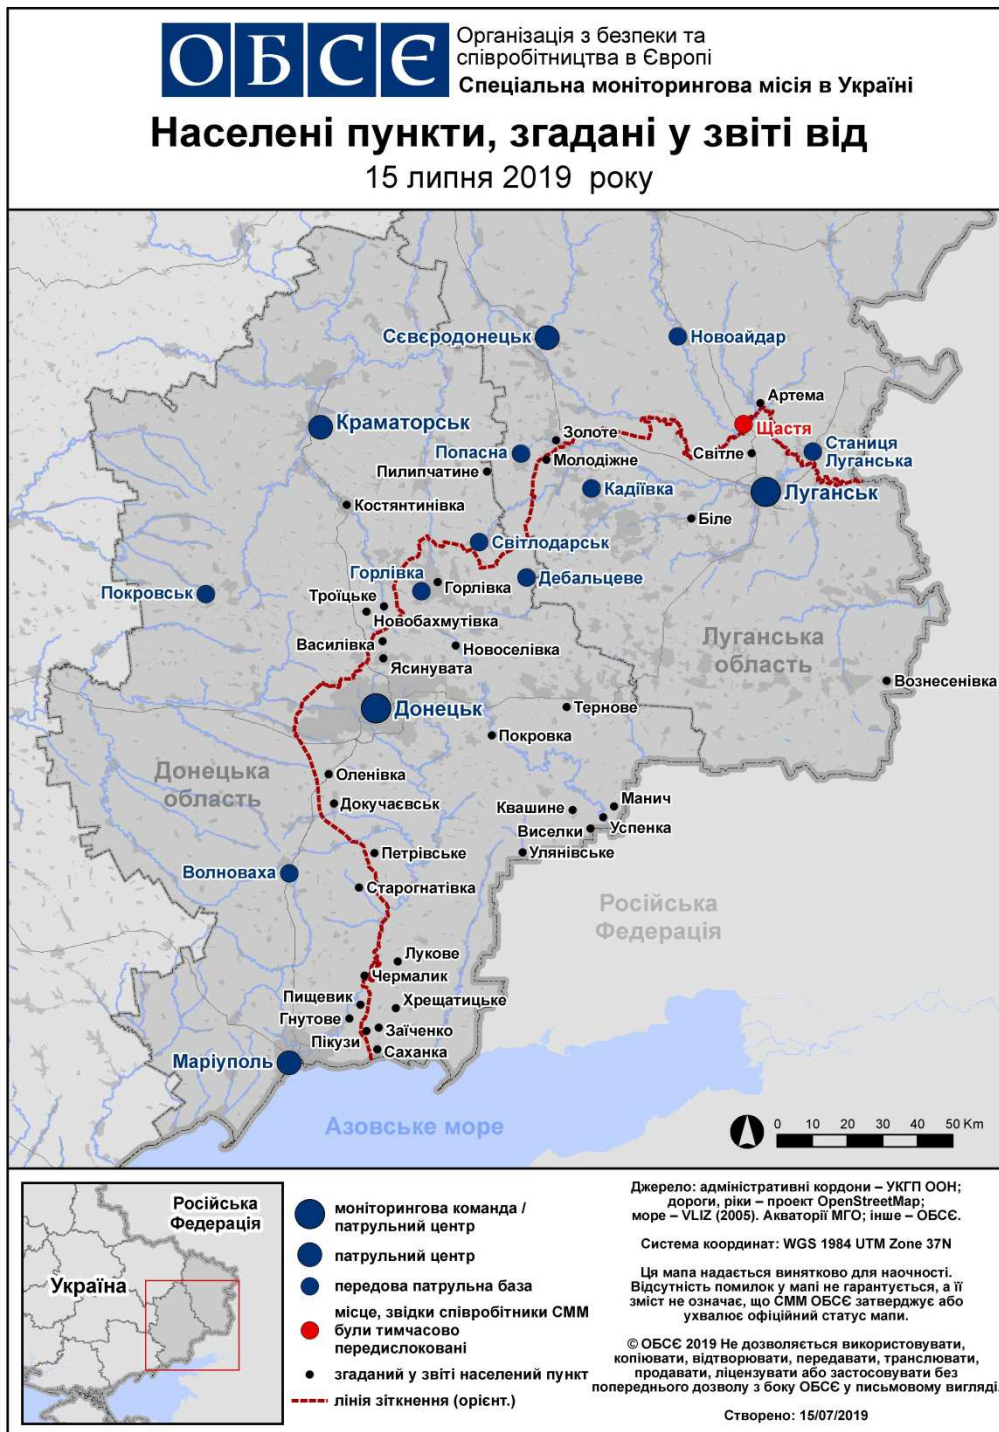 ОБСЄ
Організація з безпеки та
співробітництва в Європі
Спеціальна моніторингова місія в Україні
Населені пункти, згадані у звіті від
15 липня 2019 року
Сєвєродонецьк
Новоайдар
Артема
Щастя
Краматорськ
Золоте
Станиця
Луганська
Попасна
Молодіжне
Світле
Пилипчатине
Кадіївка
Луганськ
Костянтинівка
Біле
Світлодарськ
Горлівка
Дебальцеве
Горлівка
Покровськ
Троїцьке
Новобахмутівка
Василівка
Новоселівка
Луганська
область
Ясинувата
Вознесенівка
Донецьк
Тернове
Покровка
Донецька
область
Оленівка
Докучаєвськ
Манич
Квашине
Успенка
Виселки
Петрівське
Улянівське
Волноваха
Старогнатівка
Російська
Федерація
Лукове
Чермалик
Пищевик
Хрещатицьке
Гнутове
Заїченко
Пікузи
Саханка
Маріуполь
Азовське море
0 10 20 30 40 50 Km
Російська
Федерація
Україна
моніторингова команда /
патрульний центр
патрульний центр
передова патрульна база
місце, звідки співробітники СММ
були тимчасово
передислоковані
згаданий у звіті населений пункт
лінія зіткнення (орієнт.)
Джерело: адміністративні кордони – УКГП ООН;
дороги, ріки – проект OpenStreetMap;
море – VLIZ (2005). Акваторії МГО; інше – ОБСЄ.
Система координат: WGS 1984 UTM Zone 37N
Ця мапа надається винятково для наочності.
Відсутність помилок у мапі не гарантується, а її
зміст не означає, що СММ ОБСЄ затверджує або
ухвалює офіційний статус мапи.
© ОБСЄ 2019 Не дозволяється використовувати,
копіювати, відтворювати, передавати, транслювати,
продавати, ліцензувати або застосовувати без
попереднього дозволу з боку ОБСЄ у письмовому вигляді.
Створено: 15/07/2019